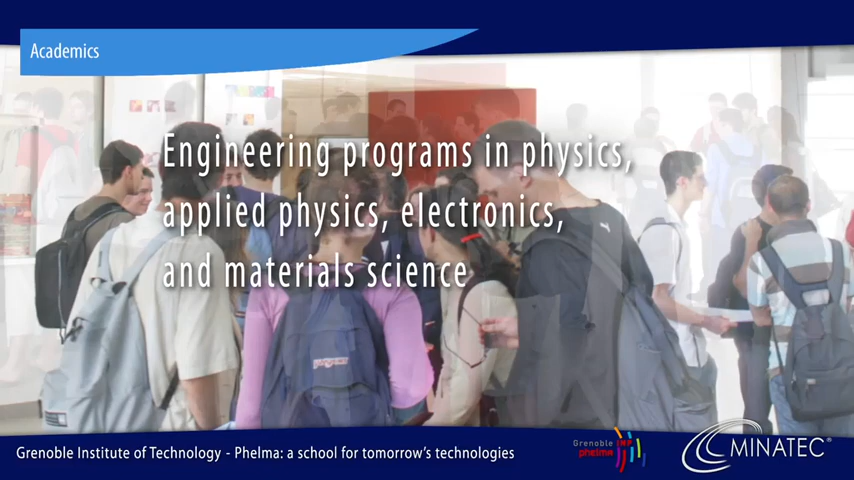 Academics
Engineering programs in physics,
applied physics, electronics,
and materials science
Grenoble Institute of Technology - Phelma: a school for tomorrow's technologies
Grenoble INP
phelma
MINATEC®